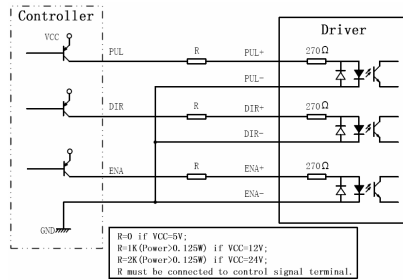 Controller
Driver
VCC
PUL
R
PUL+
270Ω
PUL-
DIR
R
DIR+
270Ω
DIR-
ENA
R
ENA+
270Ω
ENA-
GND
R=0 if VCC=5V;
R=1K(Power>0.125W) if VCC=12V;
R=2K(Power>0.125W) if VCC=24V;
R must be connected to control signal terminal.